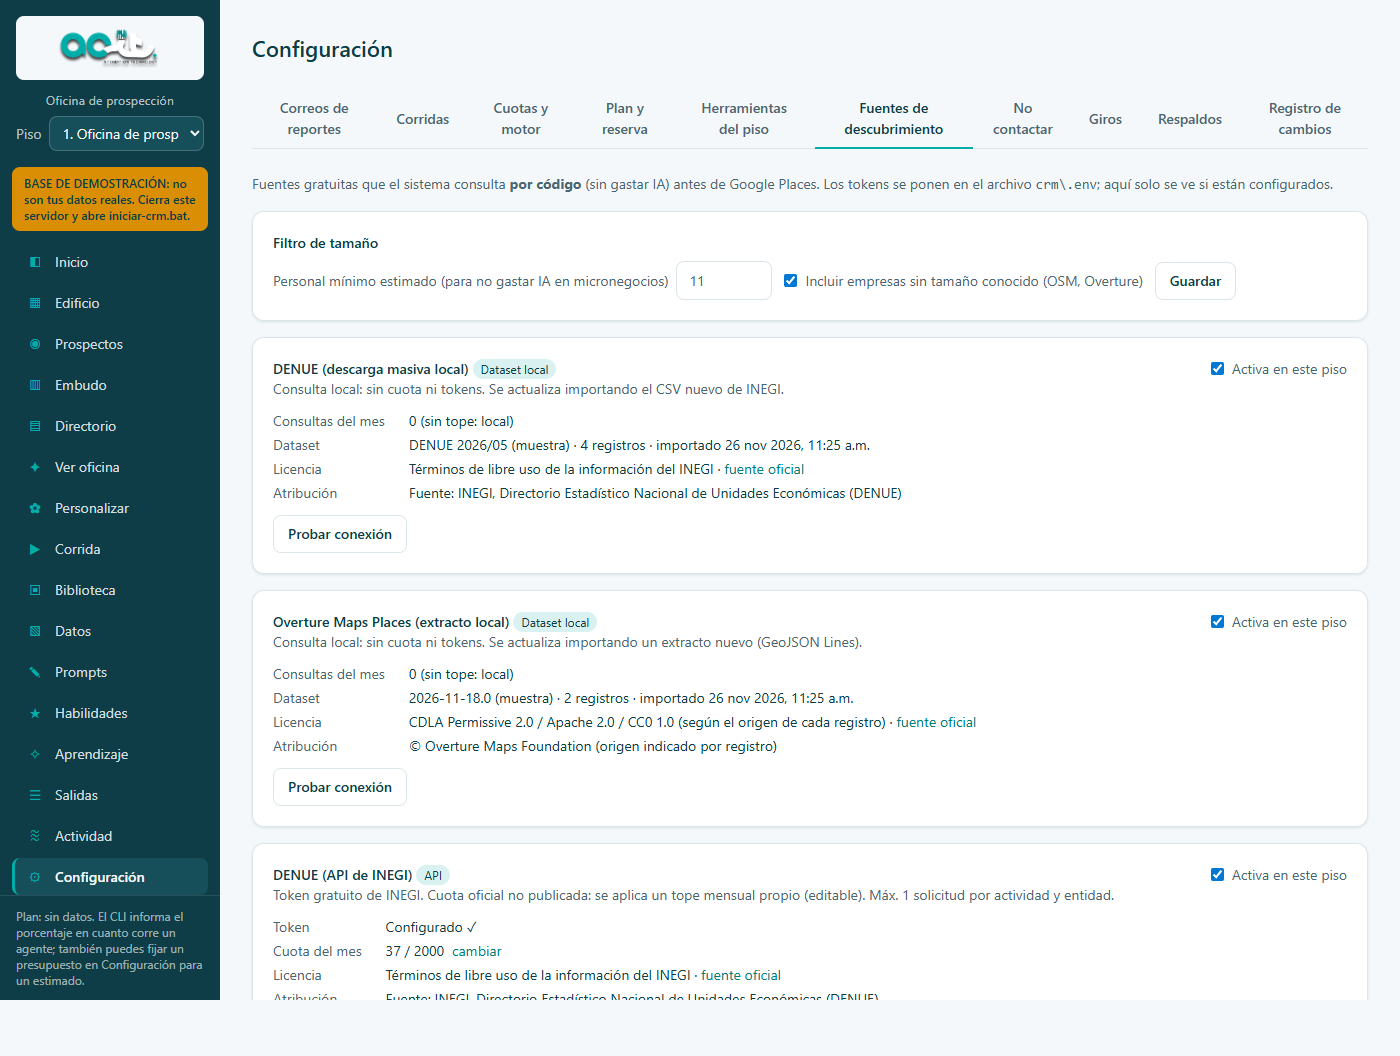 acib
Oficina de prospección
Piso 1. Oficina de prosp
BASE DE DEMOSTRACIÓN: no
son tus datos reales. Cierra este
servidor y abre iniciar-crm.bat.
Inicio
Edificio
Prospectos
Embudo
Directorio
Ver oficina
Personalizar
Corrida
Biblioteca
Datos
Prompts
Habilidades
Aprendizaje
Salidas
Actividad
Configuración
Plan: sin datos. El CLI informa el
porcentaje en cuanto corre un
agente; también puedes fijar un
presupuesto en Configuración para
un estimado.
Configuración
Correos de
reportes
Corridas
Cuotas y
motor
Plan y
reserva
Herramientas
del piso
Fuentes de
descubrimiento
No
contactar
Giros
Respaldos
Registro de
cambios
Fuentes gratuitas que el sistema consulta por código (sin gastar IA) antes de Google Places. Los tokens se ponen en el archivo crm\.env; aquí solo se ve si están configurados.
Filtro de tamaño
Personal mínimo estimado (para no gastar IA en micronegocios) 11 Incluir empresas sin tamaño conocido (OSM, Overture) Guardar
DENUE (descarga masiva local) Dataset local Activa en este piso
Consulta local: sin cuota ni tokens. Se actualiza importando el CSV nuevo de INEGI.
Consultas del mes 0 (sin tope: local)
Dataset DENUE 2026/05 (muestra) · 4 registros · importado 26 nov 2026, 11:25 a.m.
Licencia Términos de libre uso de la información del INEGI · fuente oficial
Atribución Fuente: INEGI, Directorio Estadístico Nacional de Unidades Económicas (DENUE)
Probar conexión
Overture Maps Places (extracto local) Dataset local Activa en este piso
Consulta local: sin cuota ni tokens. Se actualiza importando un extracto nuevo (GeoJSON Lines).
Consultas del mes 0 (sin tope: local)
Dataset 2026-11-18.0 (muestra) · 2 registros · importado 26 nov 2026, 11:25 a.m.
Licencia CDLA Permissive 2.0 / Apache 2.0 / CC0 1.0 (según el origen de cada registro) · fuente oficial
Atribución © Overture Maps Foundation (origen indicado por registro)
Probar conexión
DENUE (API de INEGI) API Activa en este piso
Token gratuito de INEGI. Cuota oficial no publicada: se aplica un tope mensual propio (editable). Máx. 1 solicitud por actividad y entidad.
Token Configurado ✓
Cuota del mes 37 / 2000 cambiar
Licencia Términos de libre uso de la información del INEGI · fuente oficial
Atribución Fuente: INEGI, Directorio Estadístico Nacional de Unidades Económicas (DENUE)